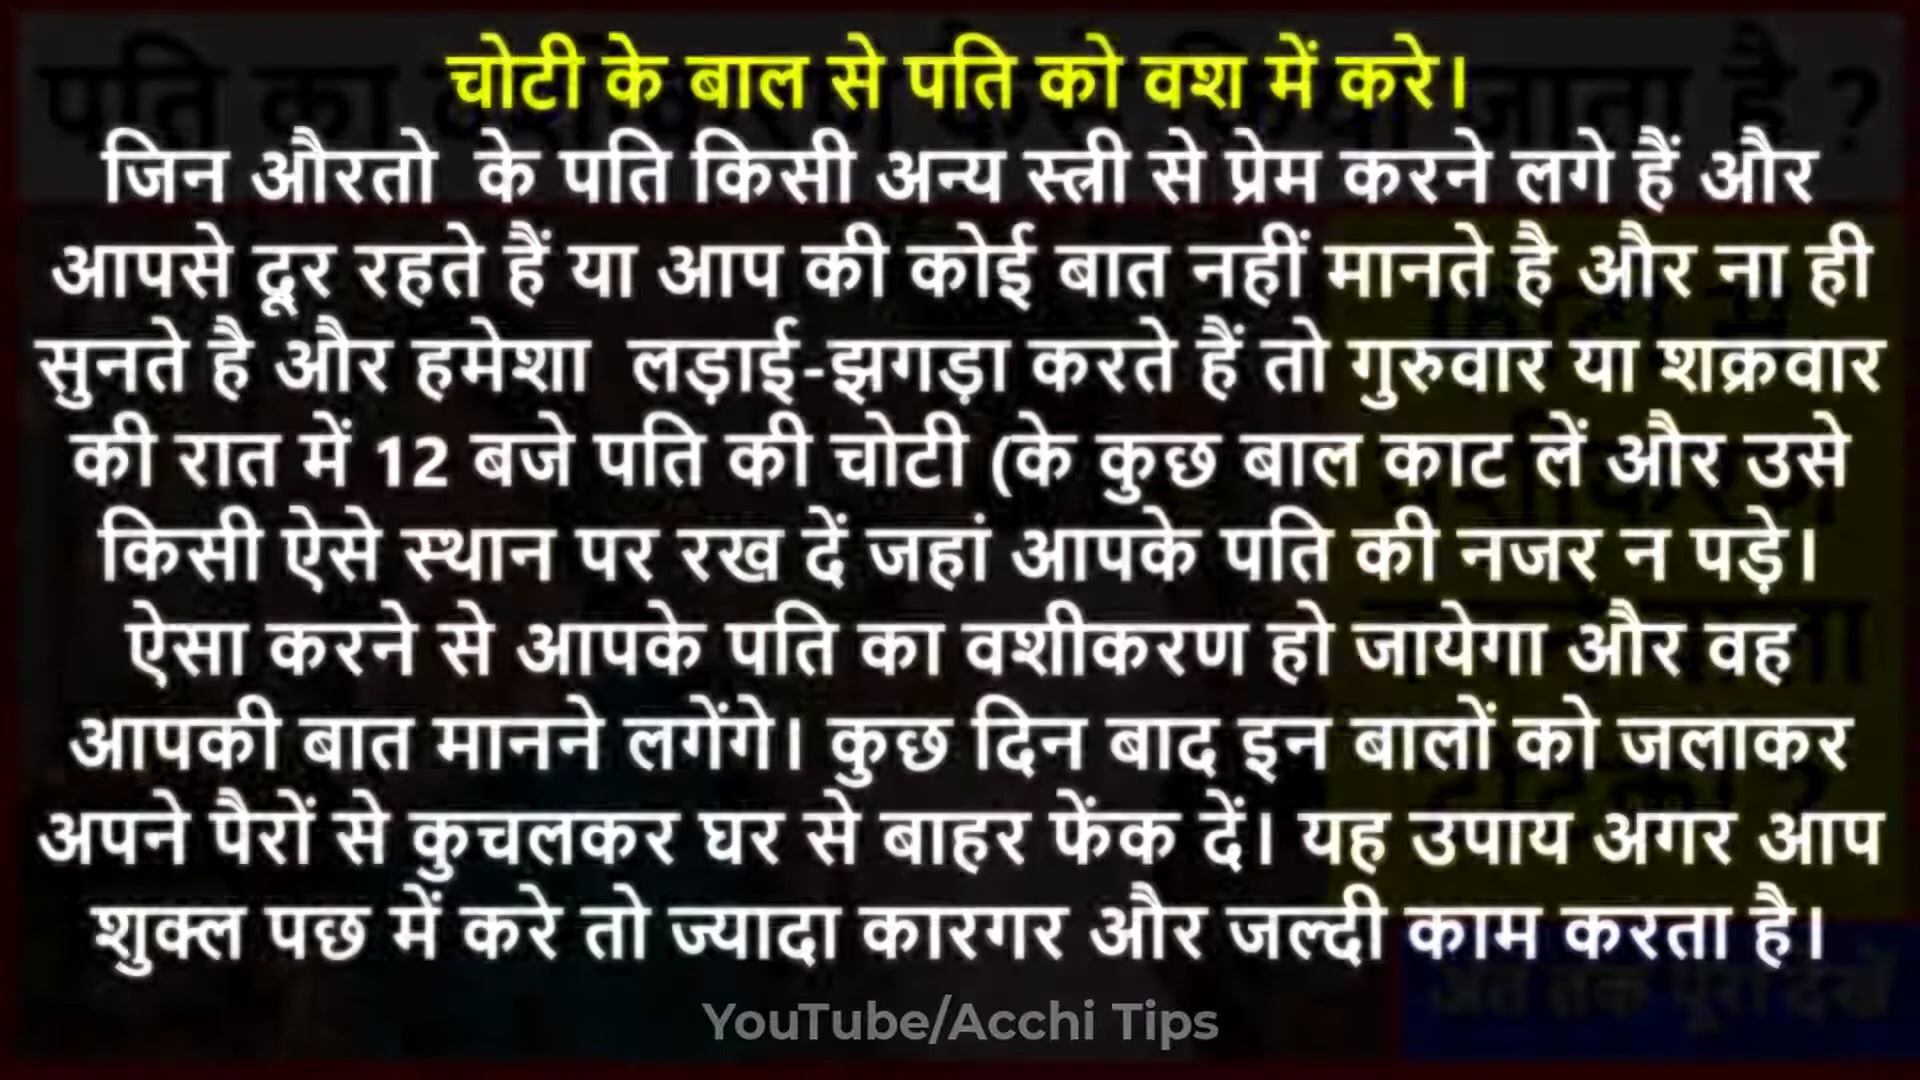 चोटी के बाल से पति को वश में करे।
जिन औरतो के पति किसी अन्य स्त्री से प्रेम करने लगे हैं और
आपसे दूर रहते हैं या आप की कोई बात नहीं मानते है और ना ही
सुनते है और हमेशा लड़ाई-झगड़ा करते हैं तो गुरुवार या शक्रवार
की रात में 12 बजे पति की चोटी (के कुछ बाल काट लें और उसे
किसी ऐसे स्थान पर रख दें जहां आपके पति की नजर न पड़े।
ऐसा करने से आपके पति का वशीकरण हो जायेगा और वह
आपकी बात मानने लगेंगे। कुछ दिन बाद इन बालों को जलाकर
अपने पैरों से कुचलकर घर से बाहर फेंक दें। यह उपाय अगर आप
शुक्ल पछ में करे तो ज्यादा कारगर और जल्दी काम करता है।
अंत तक पूरा देखें
YouTube/Acchi Tips